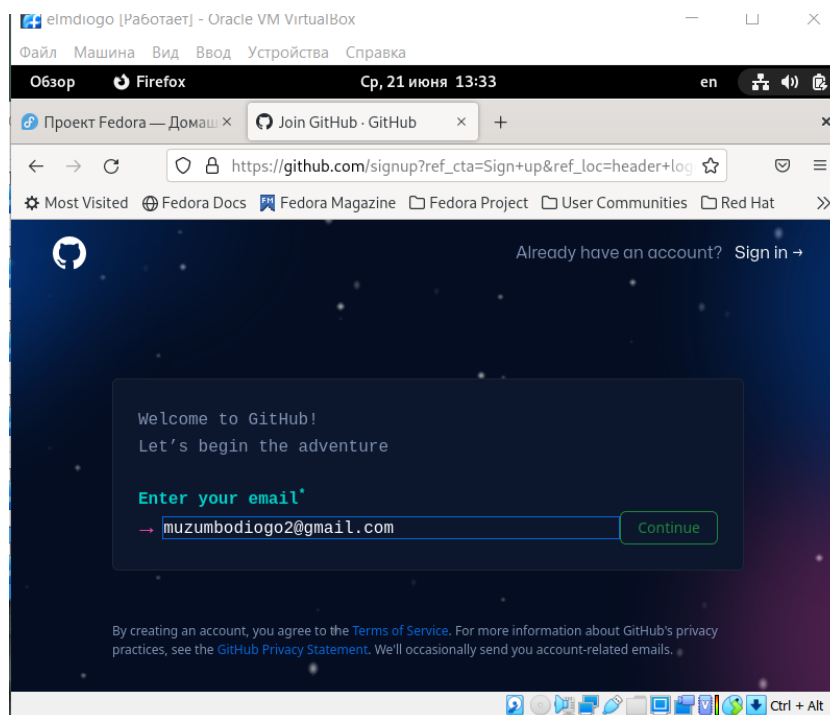 elmdiogo [Работает] - Oracle VM VirtualBox
Файл Машина Вид Ввод Устройства Справка
Обзор Firefox Ср, 21 июня 13:33 en
Проект Fedora — Домаш × Join GitHub · GitHub × +
https://github.com/signup?ref_cta=Sign+up&ref_loc=header+log
Most Visited Fedora Docs Fedora Magazine Fedora Project User Communities Red Hat
Already have an account? Sign in →
Welcome to GitHub!
Let’s begin the adventure
Enter your email*
→ muzumbodiogo2@gmail.com Continue
By creating an account, you agree to the Terms of Service. For more information about GitHub's privacy
practices, see the GitHub Privacy Statement. We'll occasionally send you account-related emails.
Ctrl + Alt